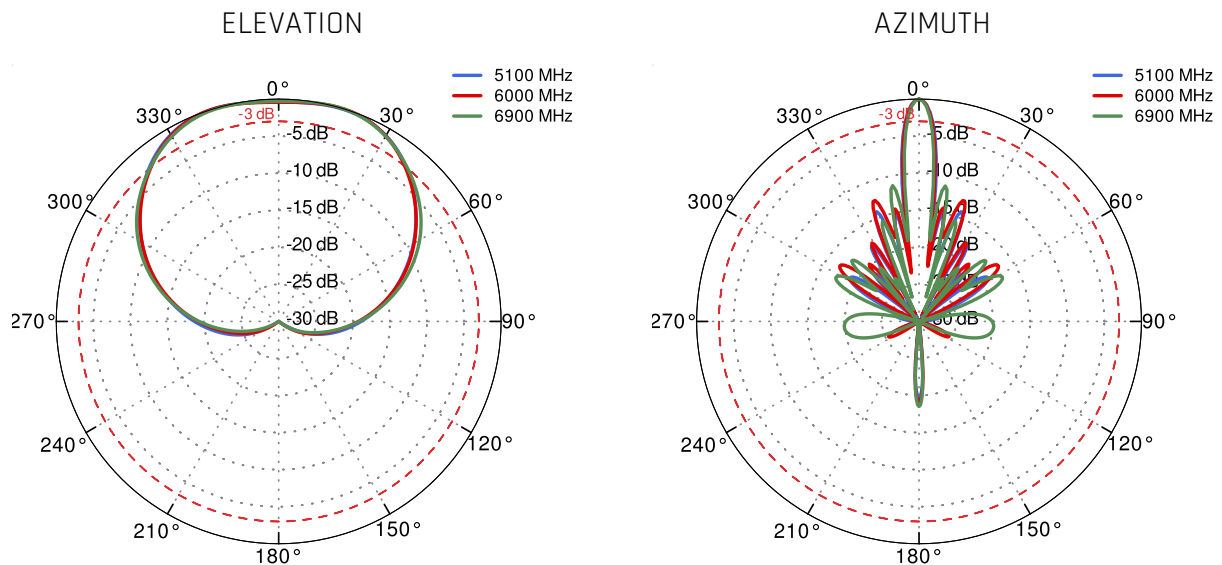 ELEVATION
5100 MHz
6000 MHz
6900 MHz
0°
330°
30°
-3 dB
-5 dB
-10 dB
300°
60°
-15 dB
-20 dB
-25 dB
270°
-30 dB
90°
240°
120°
210°
150°
180°
AZIMUTH
5100 MHz
6000 MHz
6900 MHz
0°
330°
30°
-3 dB
-5 dB
-10 dB
300°
60°
270°
90°
240°
120°
210°
150°
180°